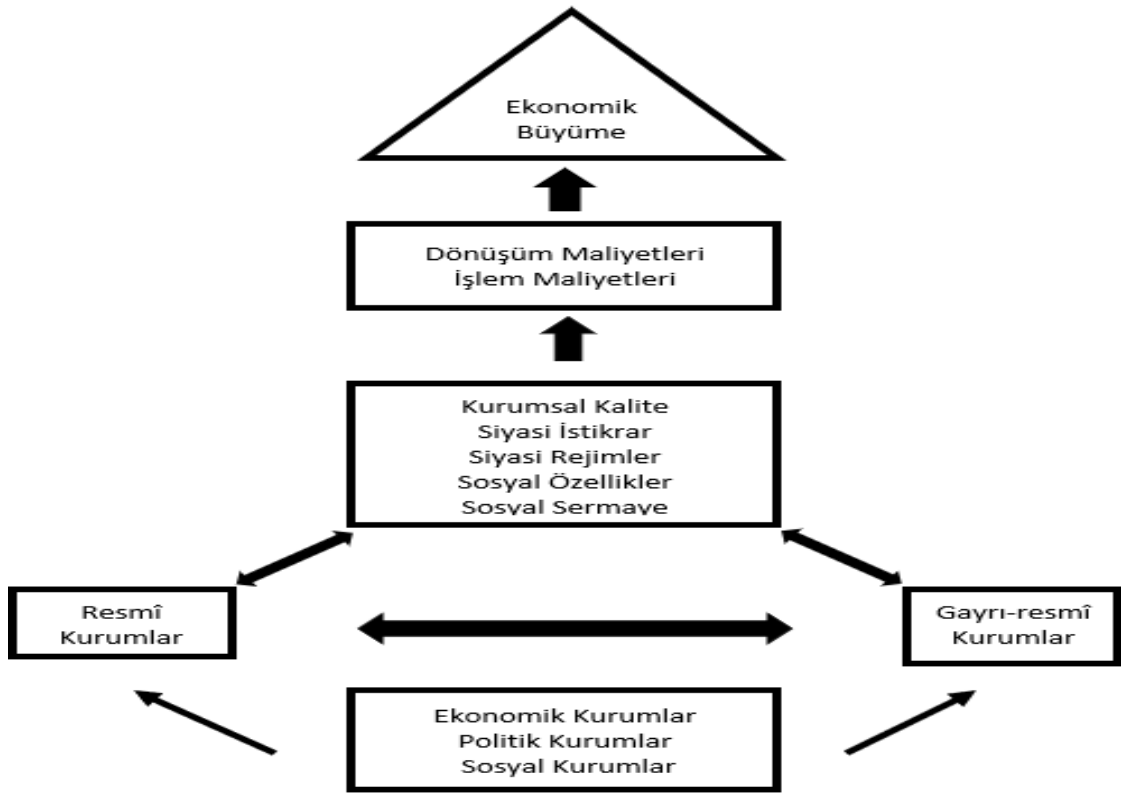 Ekonomik
Büyüme
Dönüşüm Maliyetleri
İşlem Maliyetleri
Kurumsal Kalite
Siyasi İstikrar
Siyasi Rejimler
Sosyal Özellikler
Sosyal Sermaye
Resmî
Kurumlar
Gayrı-resmî
Kurumlar
Ekonomik Kurumlar
Politik Kurumlar
Sosyal Kurumlar